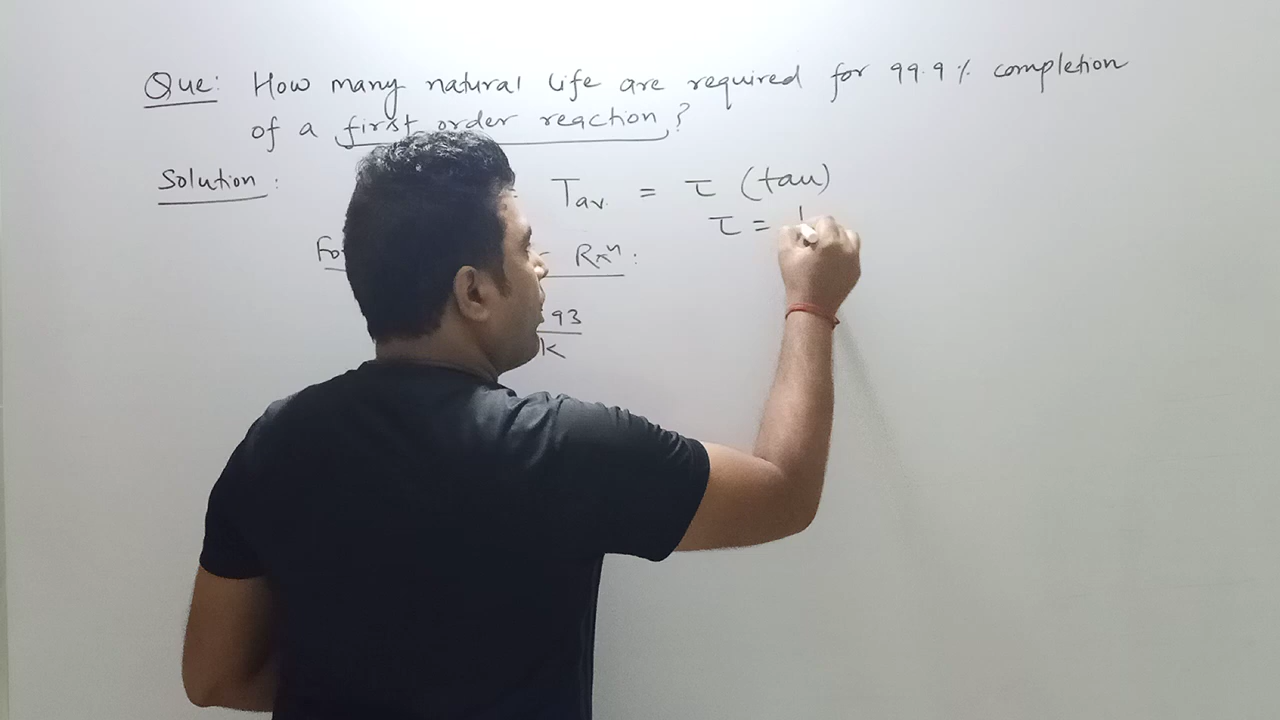 Que: How many natural life are required for 99.9% completion
of a first order reaction?
Solution: Tav. = τ (tau)
τ = 1
Rxⁿ:
93
K